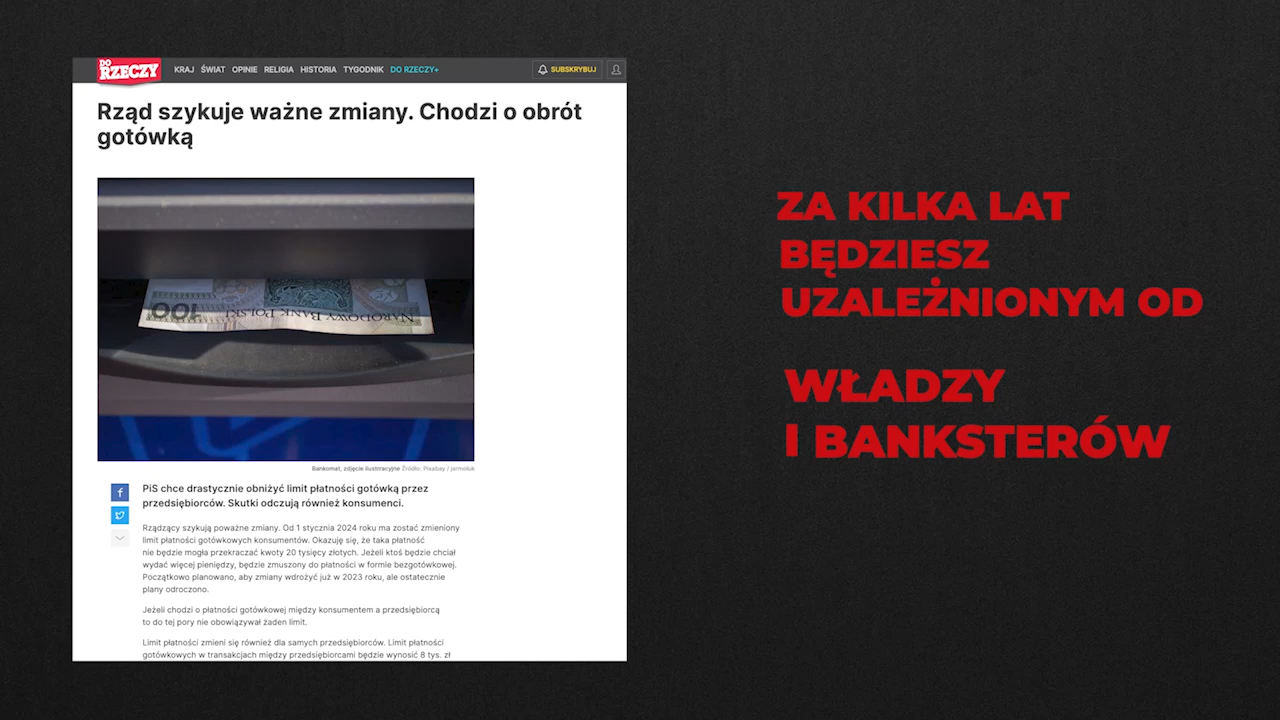 DO RZECZY
KRAJ ŚWIAT OPINIE RELIGIA HISTORIA TYGODNIK DO RZECZY+
SUBSKRYBUJ
Rząd szykuje ważne zmiany. Chodzi o obrót
gotówką
100
NARODOWY BANK POLSKI
Bankomat, zdjęcie ilustracyjne Źródło: Pixabay / jarmoluk
PiS chce drastycznie obniżyć limit płatności gotówką przez
przedsiębiorców. Skutki odczują również konsumenci.
Rządzący szykują poważne zmiany. Od 1 stycznia 2024 roku ma zostać zmieniony
limit płatności gotówkowych konsumentów. Okazuję się, że taka płatność
nie będzie mogła przekraczać kwoty 20 tysięcy złotych. Jeżeli ktoś będzie chciał
wydać więcej pieniędzy, będzie zmuszony do płatności w formie bezgotówkowej.
Początkowo planowano, aby zmiany wdrożyć już w 2023 roku, ale ostatecznie
plany odroczono.
Jeżeli chodzi o płatności gotówkowej między konsumentem a przedsiębiorcą
to do tej pory nie obowiązywał żaden limit.
Limit płatności zmieni się również dla samych przedsiębiorców. Limit płatności
gotówkowych w transakcjach między przedsiębiorcami będzie wynosić 8 tys. zł
ZA KILKA LAT
BĘDZIESZ
UZALEŻNIONYM OD
WŁADZY
I BANKSTERÓW